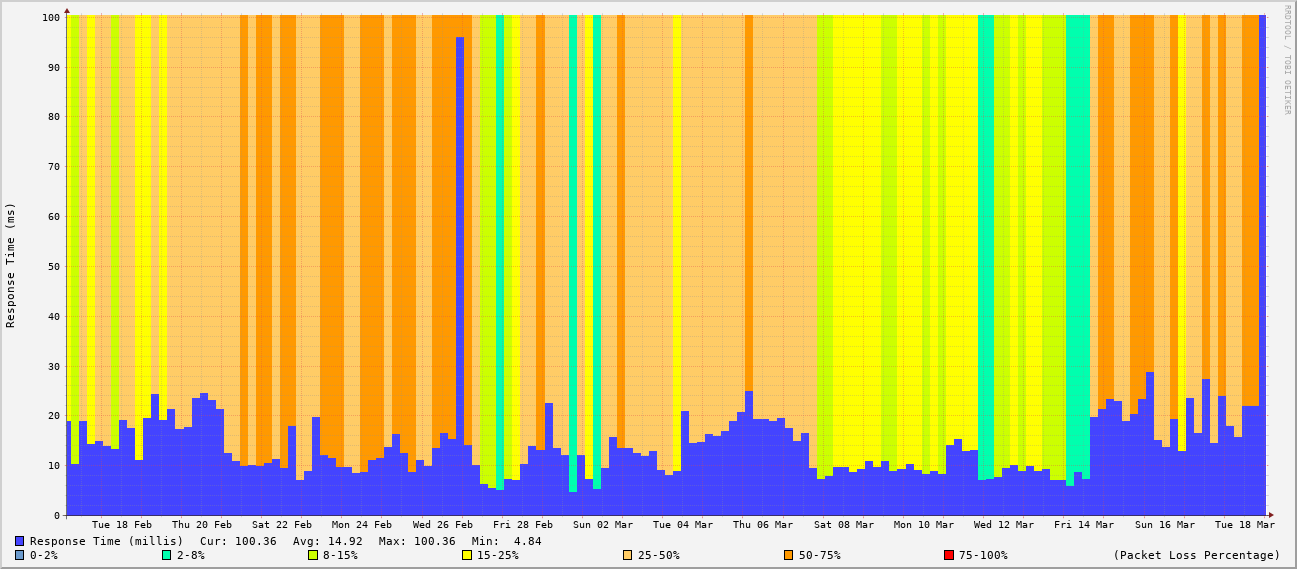 RRDTOOL / TOBI OETIKER
Response Time (ms)
100
90
80
70
60
50
40
30
20
10
0
Tue 18 Feb Thu 20 Feb Sat 22 Feb Mon 24 Feb Wed 26 Feb Fri 28 Feb Sun 02 Mar Tue 04 Mar Thu 06 Mar Sat 08 Mar Mon 10 Mar Wed 12 Mar Fri 14 Mar Sun 16 Mar Tue 18 Mar
Response Time (millis) Cur: 100.36 Avg: 14.92 Max: 100.36 Min: 4.84
0-2% 2-8% 8-15% 15-25% 25-50% 50-75% 75-100% (Packet Loss Percentage)